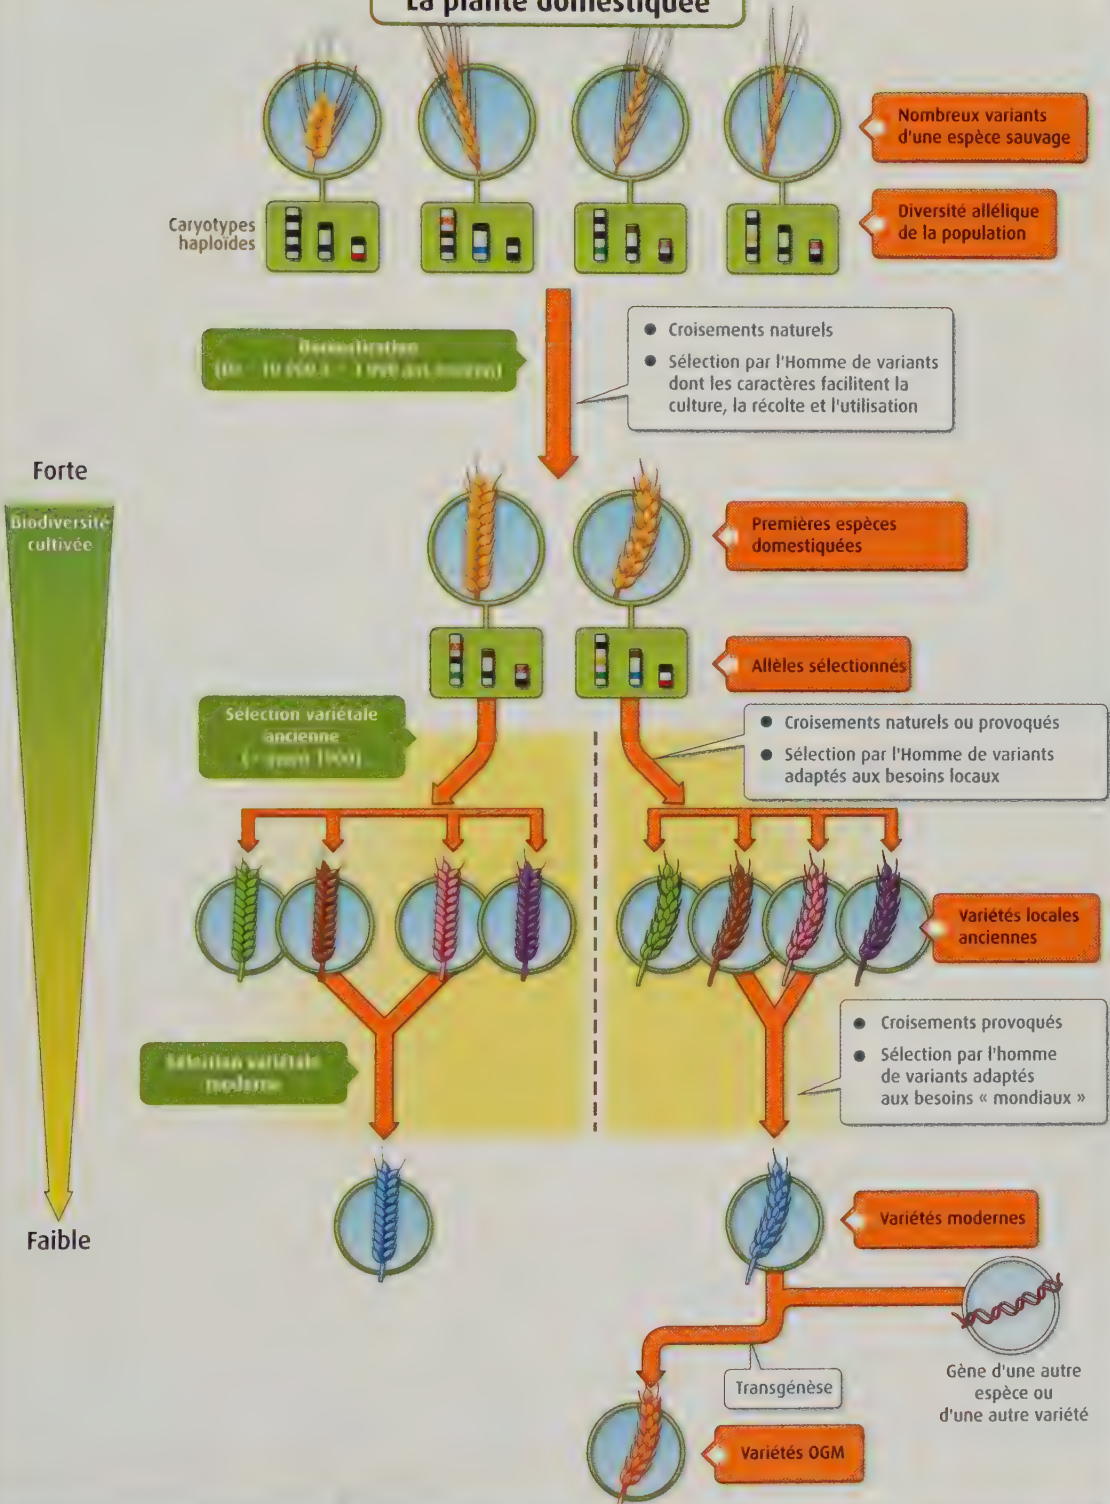 La plante domestiquée
Nombreux variants
d'une espèce sauvage
Caryotypes
haploïdes
Diversité allélique
de la population
Domestication
● Croisements naturels
● Sélection par l'Homme de variants
dont les caractères facilitent la
culture, la récolte et l'utilisation
Forte
Biodiversité
cultivée
Premières espèces
domestiquées
Allèles sélectionnés
Sélection variétale
ancienne
● Croisements naturels ou provoqués
● Sélection par l'Homme de variants
adaptés aux besoins locaux
Variétés locales
anciennes
● Croisements provoqués
● Sélection par l'homme
de variants adaptés
aux besoins « mondiaux »
Sélection variétale
moderne
Faible
Variétés modernes
Transgénèse
Gène d'une autre
espèce ou
d'une autre variété
Variétés OGM